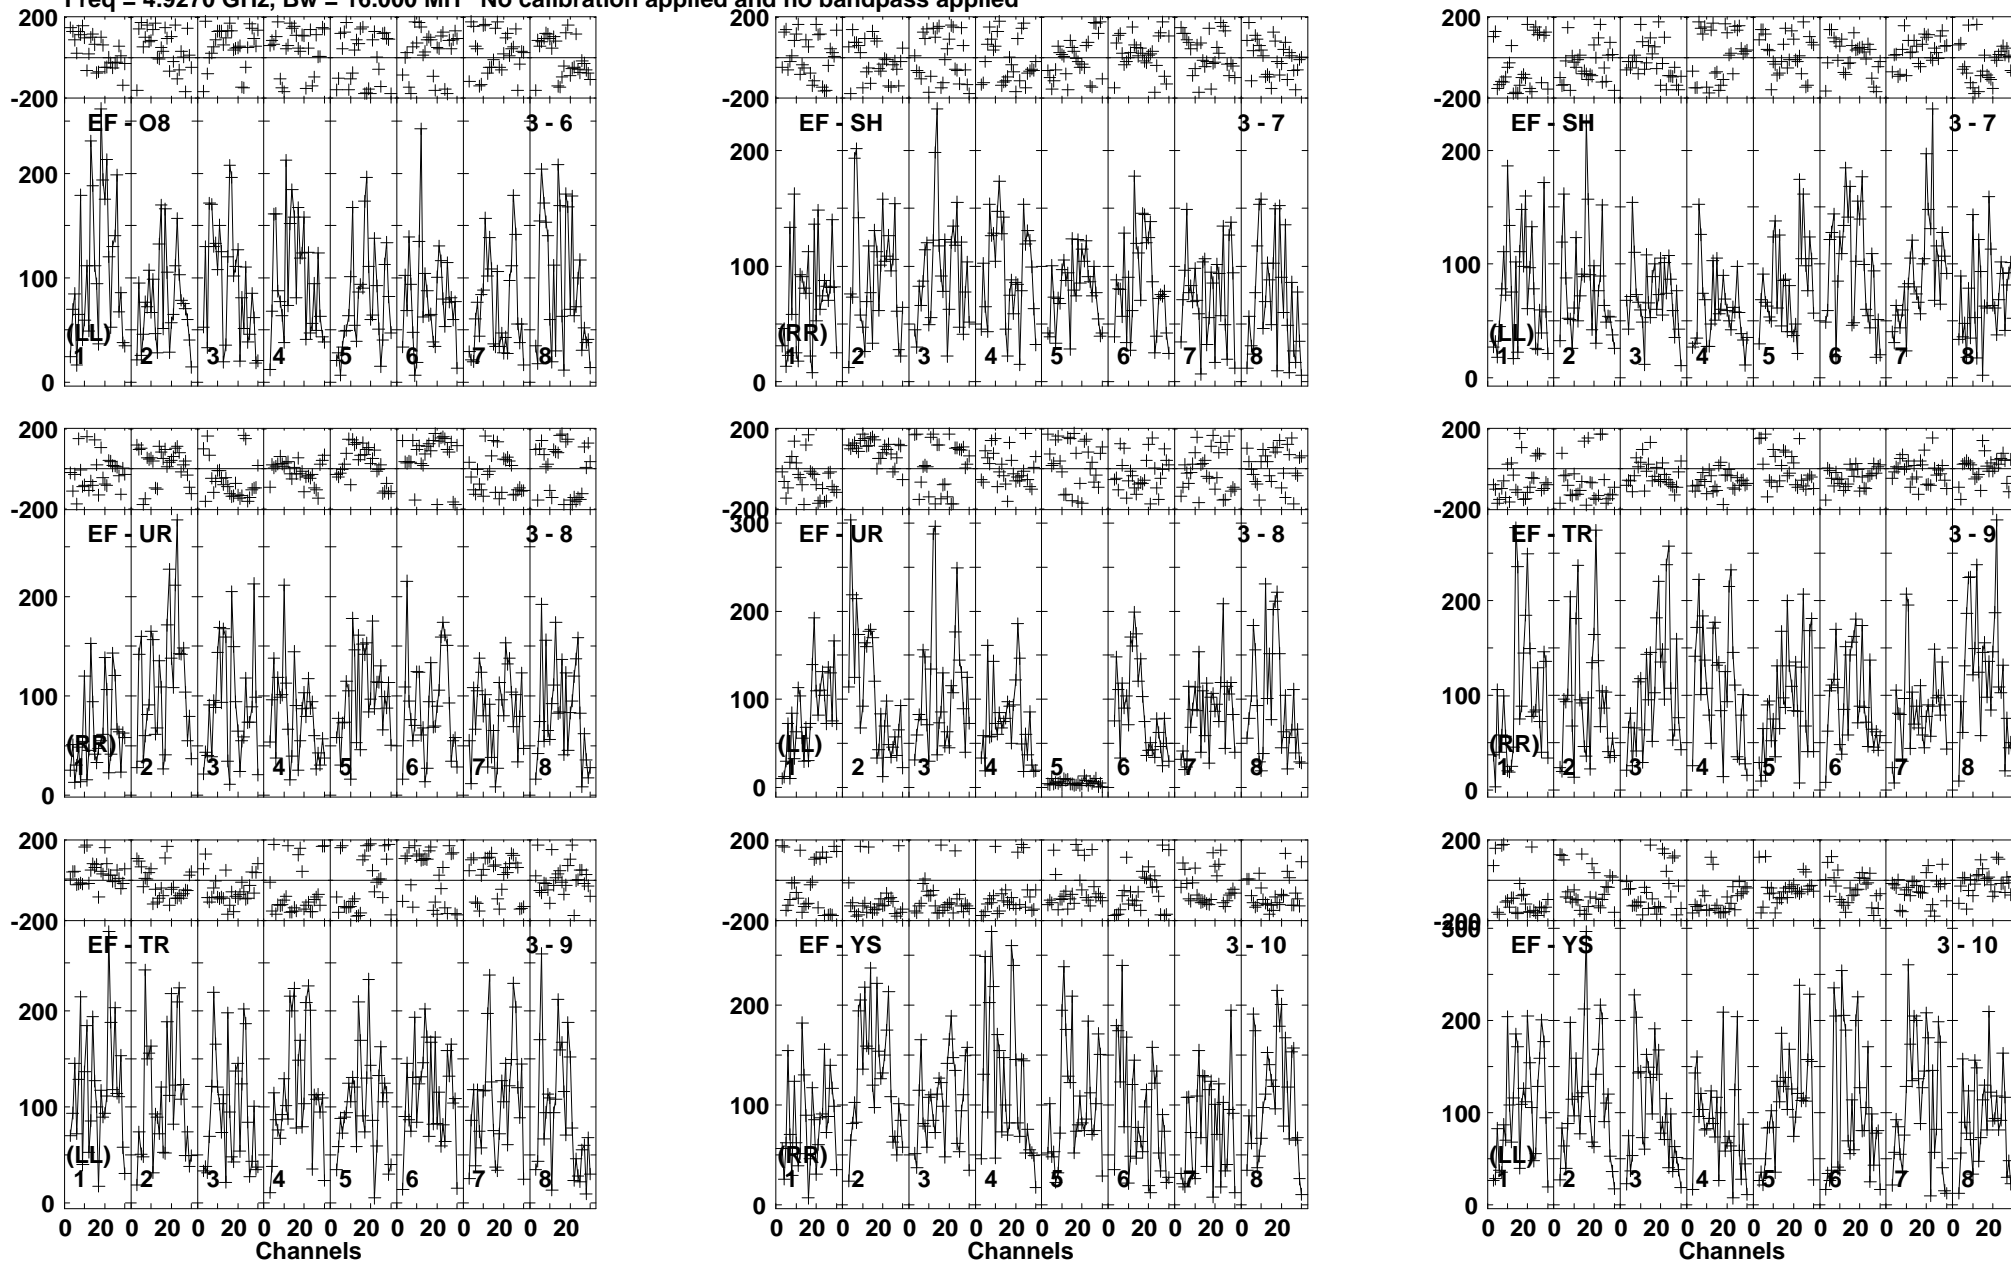 Freq = 4.9270 GHz, Bw = 16.000 MH No calibration applied and no bandpass applied
200 200 200
-200 -200 -200
EF - O8 3 - 6 EF - SH 3 - 7 EF - SH 3 - 7
200 200 200
100 100 100
(LL) (RR) (LL)
1 2 3 4 5 6 7 8 1 2 3 4 5 6 7 8 1 2 3 4 5 6 7 8
0 0 0
200 200 200
-200 -200 -200
300
EF - UR 3 - 8 EF - UR 3 - 8 EF - TR 3 - 9
200 200 200
100 100 100
(RR) (LL) (RR)
1 2 3 4 5 6 7 8 1 2 3 4 5 6 7 8 1 2 3 4 5 6 7 8
0 0 0
200 200 200
-200 -200 -200
300
EF - TR 3 - 9 EF - YS 3 - 10 EF - YS 3 - 10
200 200 200
100 100 100
(LL) (RR) (LL)
1 2 3 4 5 6 7 8 1 2 3 4 5 6 7 8 1 2 3 4 5 6 7 8
0 0 0
0 20 0 20 0 20 0 20 0 20 0 20 0 20 0 20 0 20 0 20 0 20 0 20 0 20 0 20 0 20 0 20 0 20 0 20 0 20 0 20 0 20 0 20 0 20 0 20
Channels Channels Channels